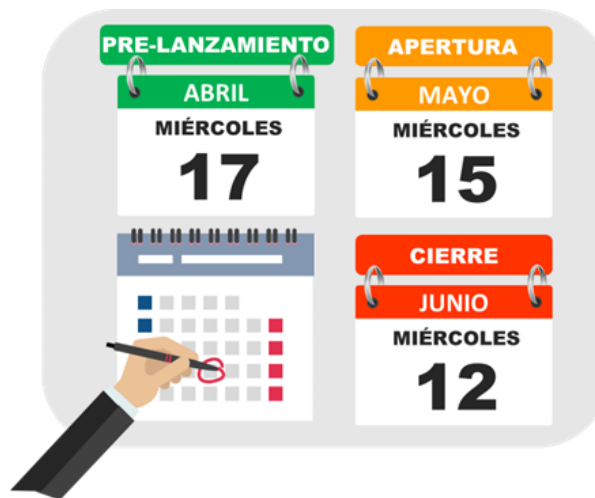 PRE-LANZAMIENTO
ABRIL
MIÉRCOLES
17
APERTURA
MAYO
MIÉRCOLES
15
CIERRE
JUNIO
MIÉRCOLES
12